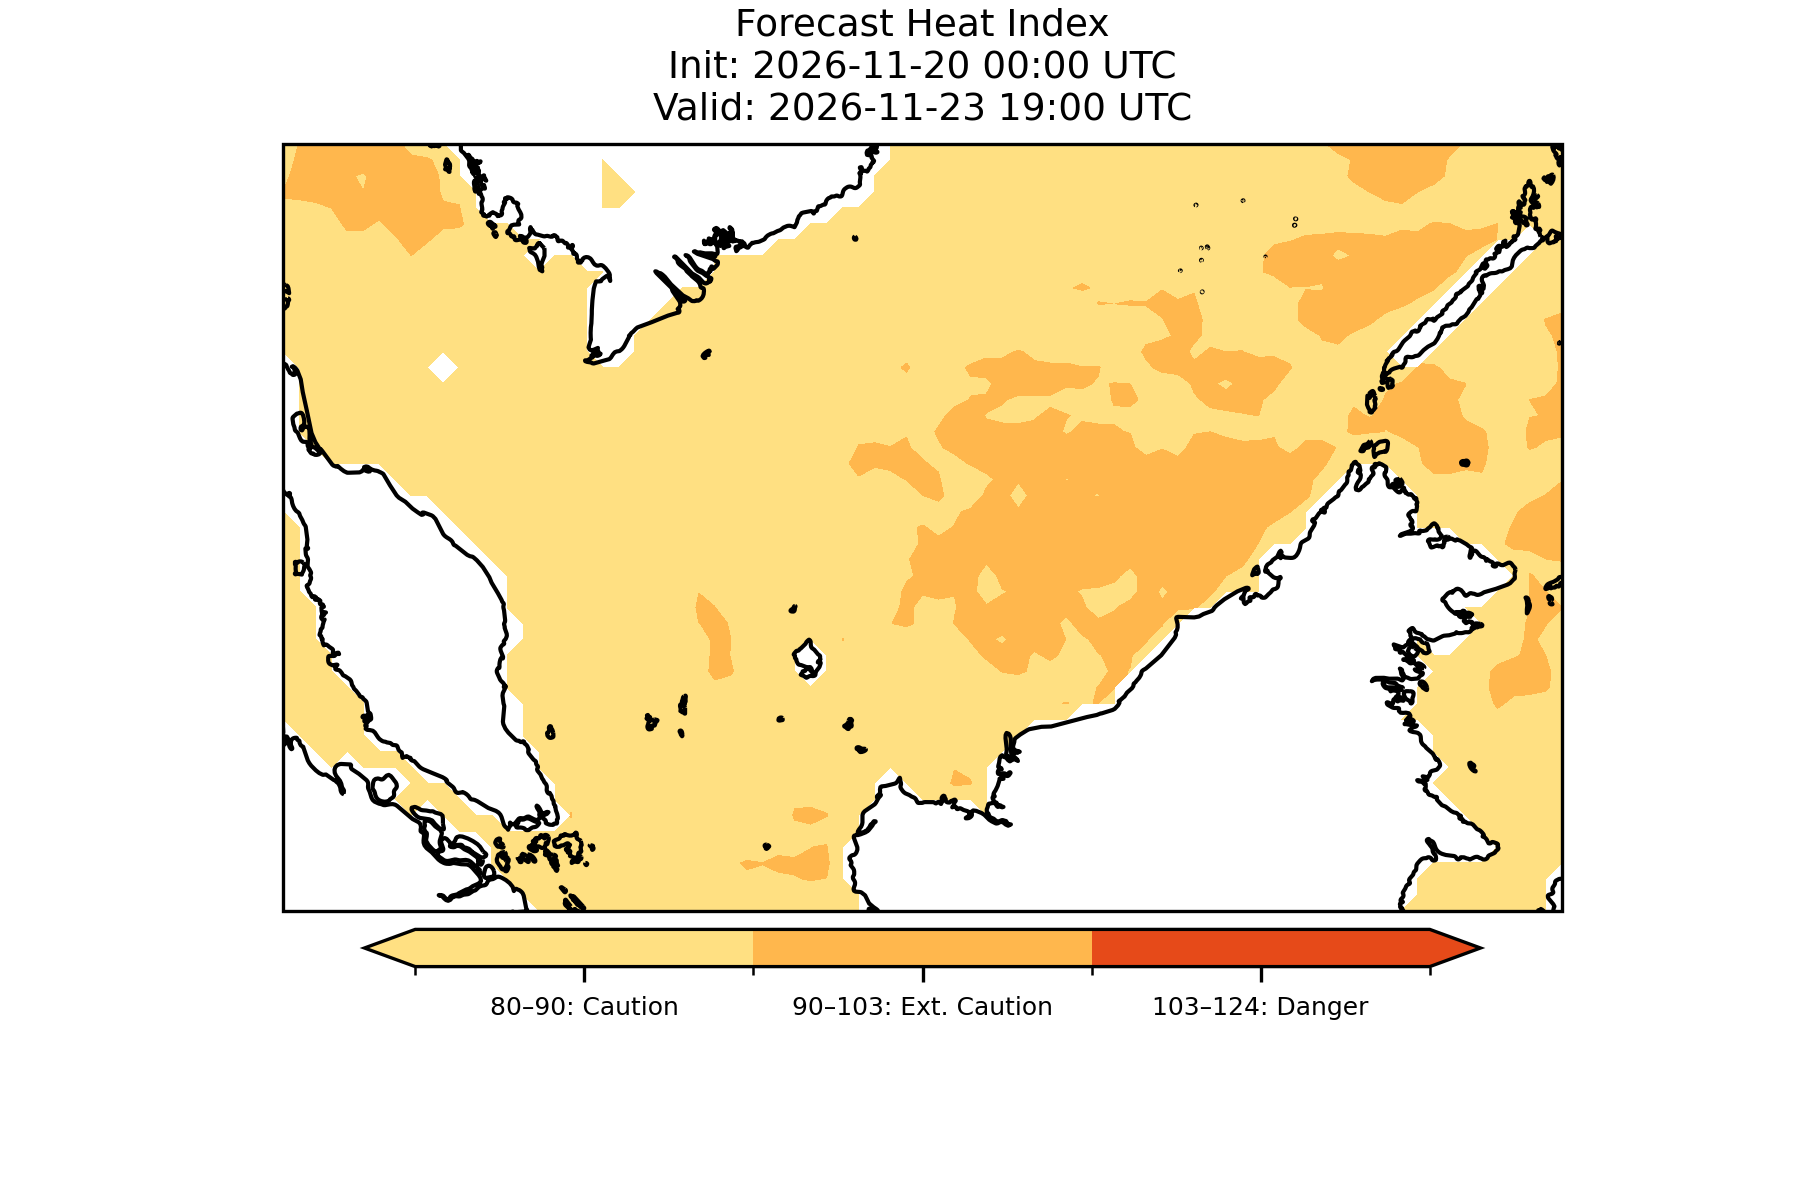 Forecast Heat Index
Init: 2026-11-20 00:00 UTC
Valid: 2026-11-23 19:00 UTC
80–90: Caution
90–103: Ext. Caution
103–124: Danger